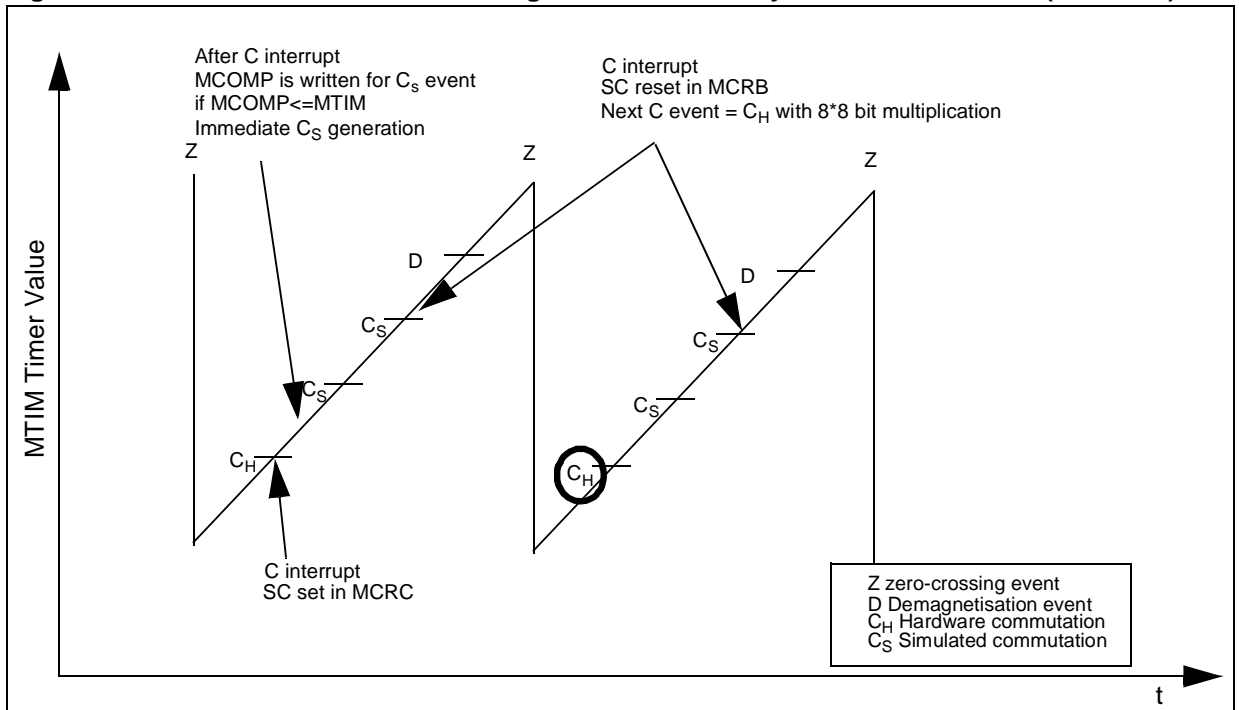 After C interrupt
MCOMP is written for Cs event
if MCOMP<=MTIM
Immediate CS generation
C interrupt
SC reset in MCRB
Next C event = CH with 8*8 bit multiplication
Z
Z
Z
MTIM Timer Value
D
D
CS
CS
CS
CS
CH
CH
C interrupt
SC set in MCRC
Z zero-crossing event
D Demagnetisation event
CH Hardware commutation
CS Simulated commutation
t